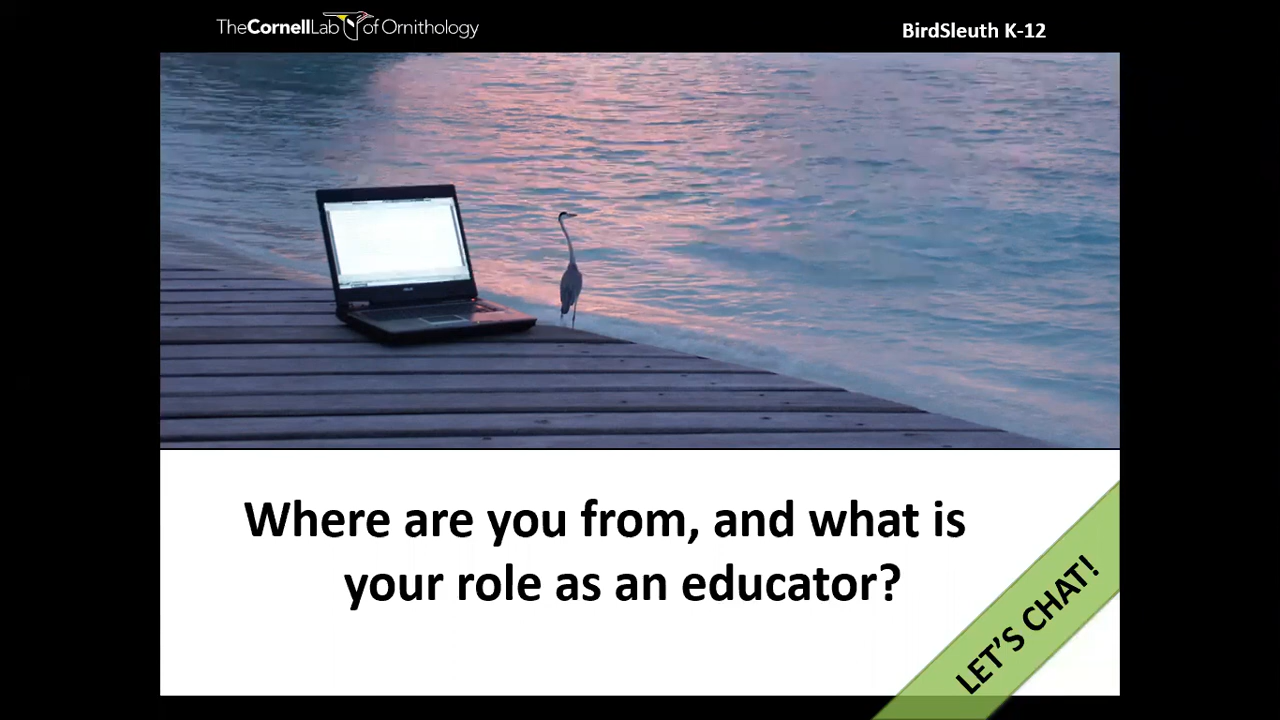 TheCornellLab of Ornithology
BirdSleuth K-12
Where are you from, and what is
your role as an educator?
LET'S CHAT!